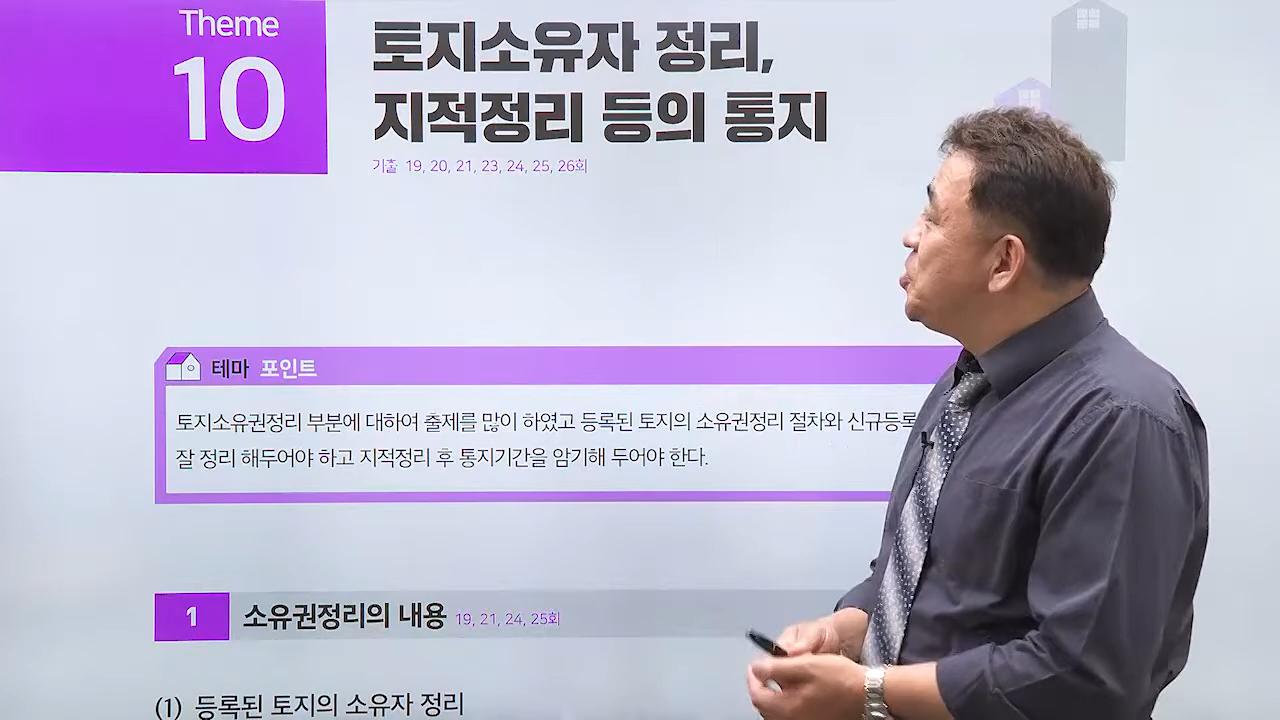 Theme
10
토지소유자 정리,
지적정리 등의 통지
기출 19, 20, 21, 23, 24, 25, 26회
테마 포인트
토지소유권정리 부분에 대하여 출제를 많이 하였고 등록된 토지의 소유권정리 절차와 신규등록
잘 정리 해두어야 하고 지적정리 후 통지기간을 암기해 두어야 한다.
1 소유권정리의 내용 19, 21, 24, 25회
(1) 등록된 토지의 소유자 정리